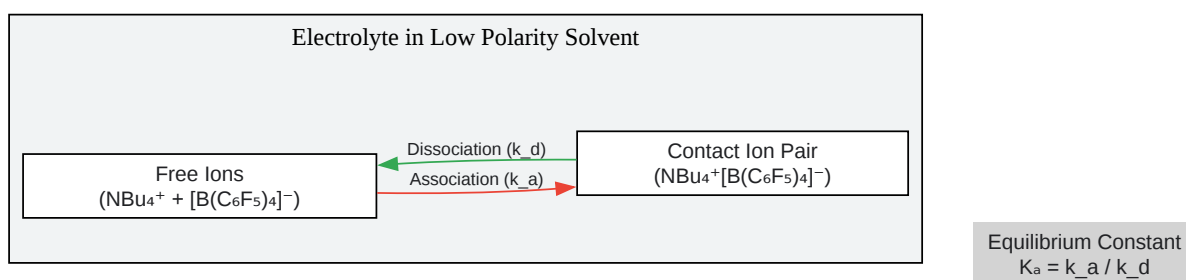 Electrolyte in Low Polarity Solvent
Dissociation (k_d)
Contact Ion Pair
(NBu₄⁺[B(C₆F₅)₄]⁻)
Free Ions
(NBu₄⁺ + [B(C₆F₅)₄]⁻)
Association (k_a)
Equilibrium Constant
Kₐ = k_a / k_d